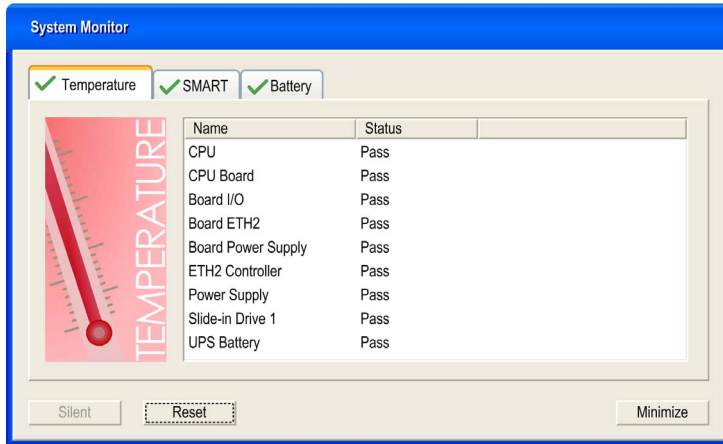 System Monitor
Temperature SMART Battery
TEMPERATURE
Name Status
CPU Pass
CPU Board Pass
Board I/O Pass
Board ETH2 Pass
Board Power Supply Pass
ETH2 Controller Pass
Power Supply Pass
Slide-in Drive 1 Pass
UPS Battery Pass
Silent Reset Minimize